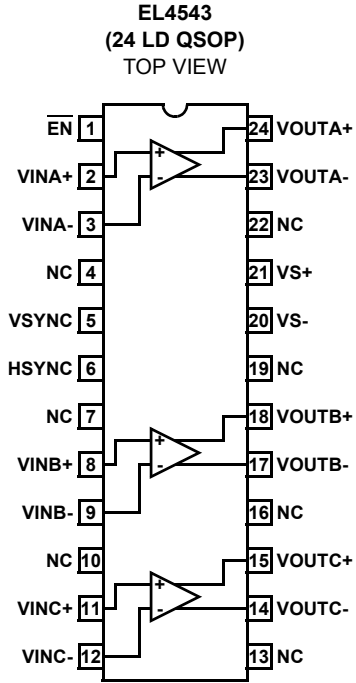 EL4543
(24 LD QSOP)
TOP VIEW
EN 1
24 VOUTA+
+
VINA+ 2
-
23 VOUTA-
VINA- 3
22 NC
NC 4
21 VS+
VSYNC 5
20 VS-
HSYNC 6
19 NC
NC 7
18 VOUTB+
+
VINB+ 8
-
17 VOUTB-
VINB- 9
16 NC
NC 10
15 VOUTC+
+
VINC+ 11
-
14 VOUTC-
VINC- 12
13 NC